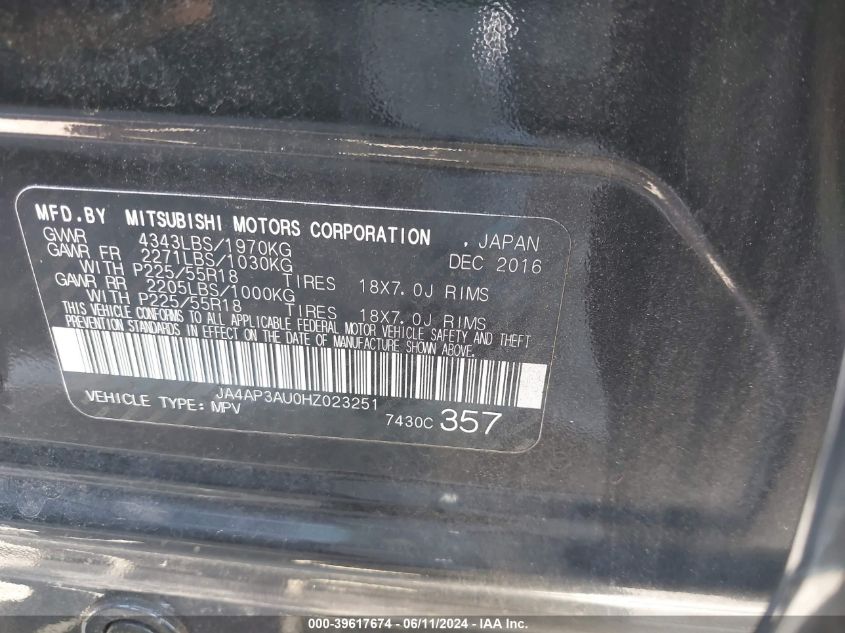 MFD.BY MITSUBISHI MOTORS CORPORATION , JAPAN
GVWR 4343LBS/1970KG DEC 2016
GAWR FR 2271LBS/1030KG
WITH P225/55R18 TIRES 18X7.0J RIMS
GAWR RR 2205LBS/1000KG
WITH P225/55R18 TIRES 18X7.0J RIMS
THIS VEHICLE CONFORMS TO ALL APPLICABLE FEDERAL MOTOR VEHICLE SAFETY AND THEFT
PREVENTION STANDARDS IN EFFECT ON THE DATE OF MANUFACTURE SHOWN ABOVE.
JA4AP3AU0HZ023251
VEHICLE TYPE: MPV 7430C 357
000-39617674 - 06/11/2024 - IAAI.COM